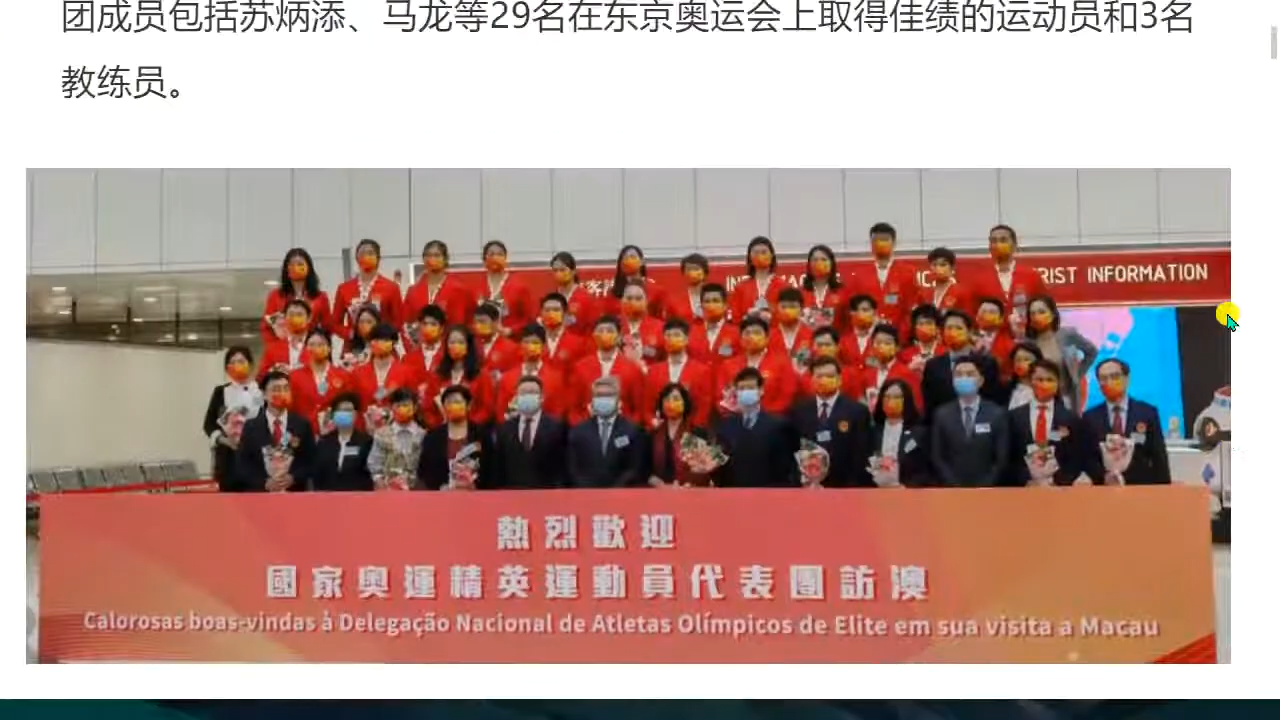 团成员包括苏炳添、马龙等29名在东京奥运会上取得佳绩的运动员和3名
教练员。
RIST INFORMATION
熱烈歡迎
國家奧運精英運動員代表團訪澳
Calorosas boas-vindas à Delegação Nacional de Atletas Olímpicos de Elite em sua visita a Macau